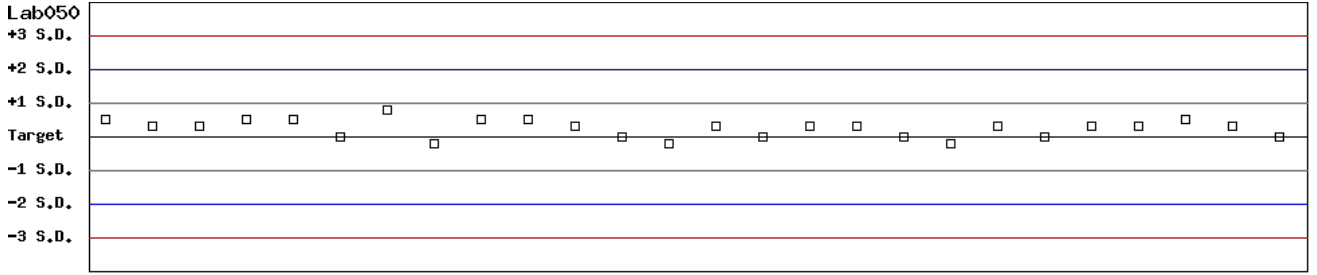 Lab050
+3 S.D.
+2 S.D.
+1 S.D.
Target
-1 S.D.
-2 S.D.
-3 S.D.